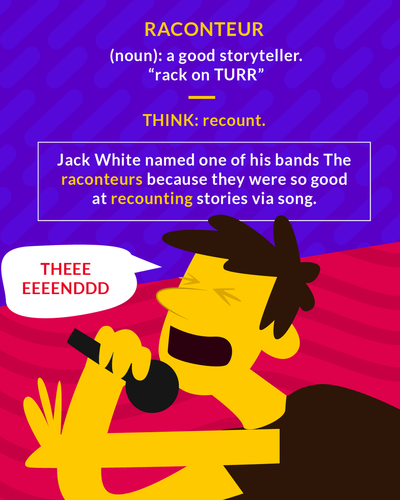 RACONTEUR
(noun): a good storyteller.
“rack on TURR”
THINK: recount.
Jack White named one of his bands The
raconteurs because they were so good
at recounting stories via song.
THEEE
EEEENDDD